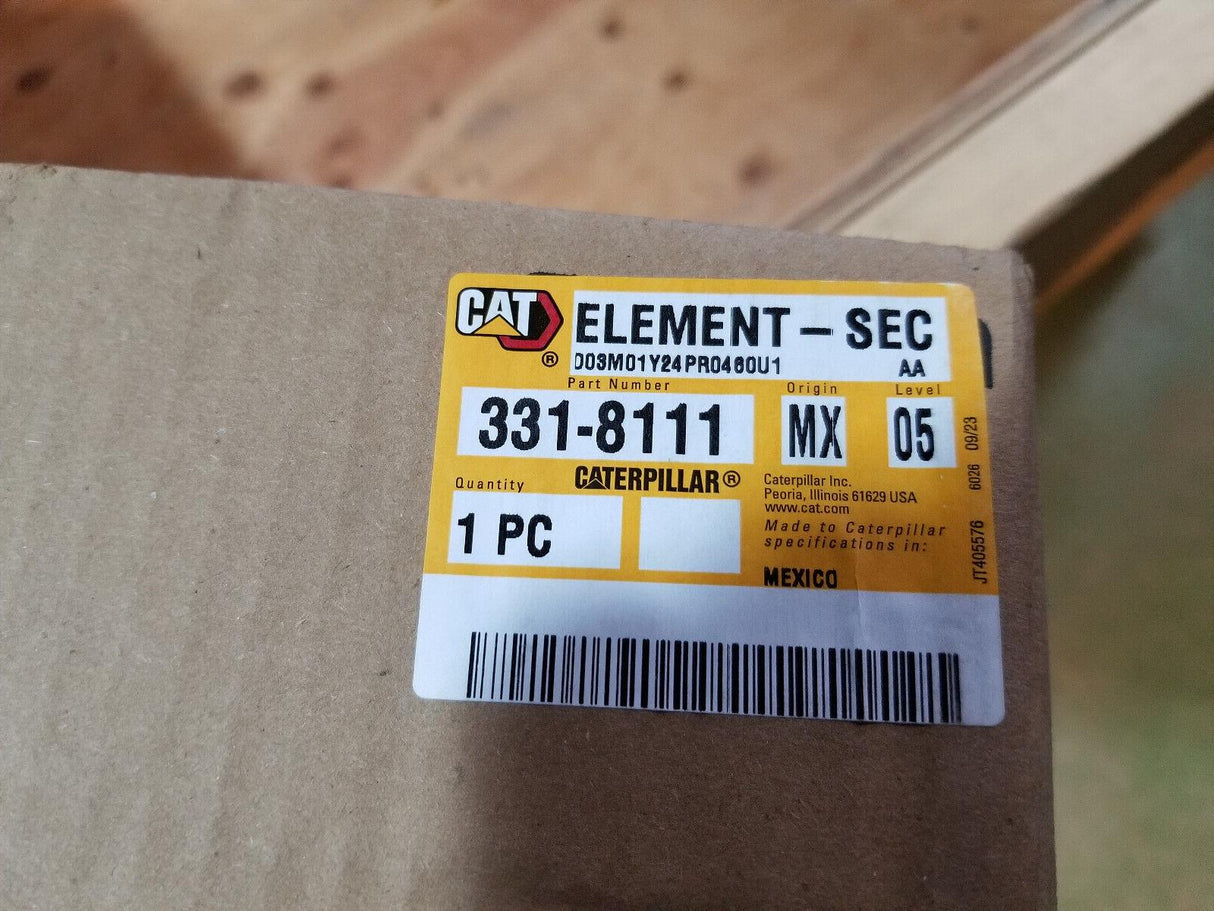 CAT®
ELEMENT - SEC
D03M01Y24PR0460U1 AA
Part Number Origin Level
331-8111 MX 05
Quantity CATERPILLAR®
1 PC
Caterpillar Inc.
Peoria, Illinois 61629 USA
www.cat.com
Made to Caterpillar
specifications in:
MEXICO
JT405576 6026 09/23